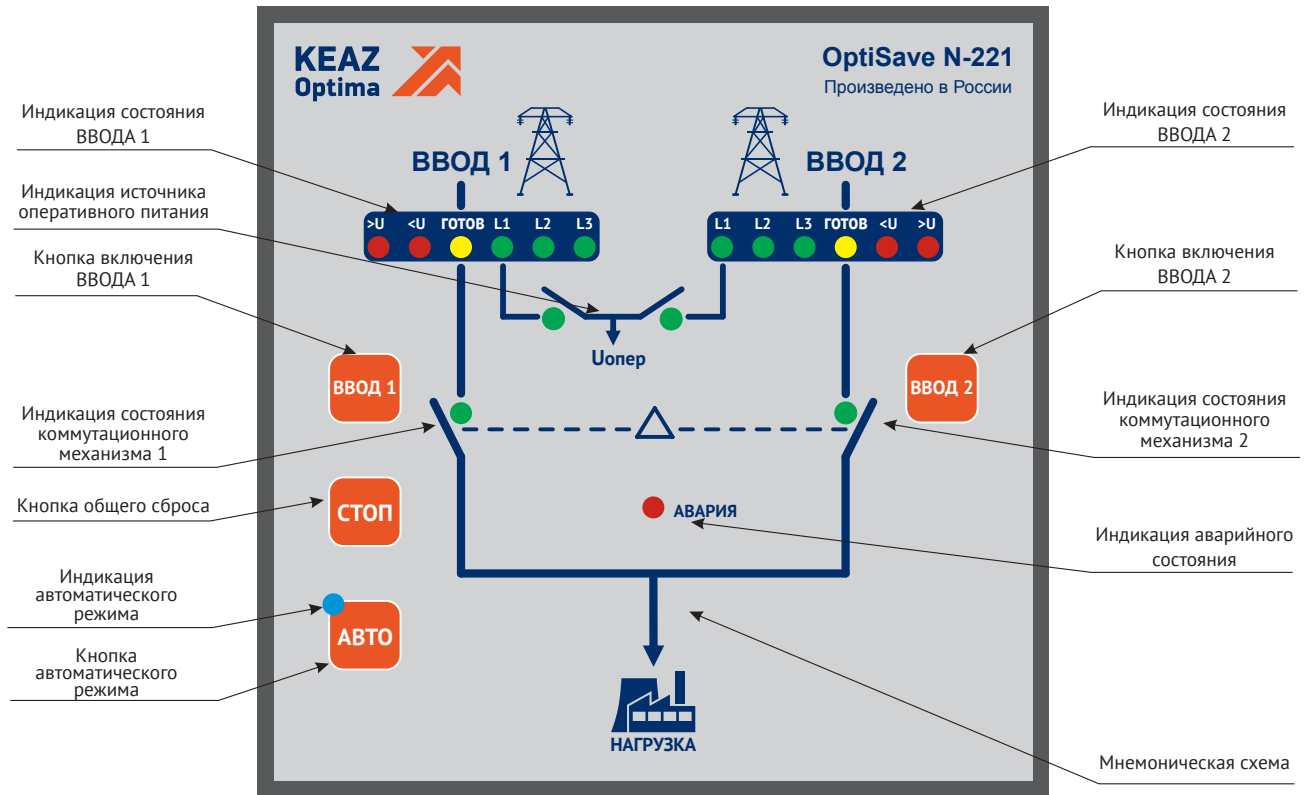 KEAZ
Optima
OptiSave N-221
Произведено в России
Индикация состояния
ВВОДА 1
Индикация состояния
ВВОДА 2
ВВОД 1
ВВОД 2
Индикация источника
оперативного питания
>U <U ГОТОВ L1 L2 L3
L1 L2 L3 ГОТОВ <U >U
Кнопка включения
ВВОДА 1
Кнопка включения
ВВОДА 2
Uопер
ВВОД 1
ВВОД 2
Индикация состояния
коммутационного
механизма 1
Индикация состояния
коммутационного
механизма 2
Кнопка общего сброса
СТОП
АВАРИЯ
Индикация аварийного
состояния
Индикация
автоматического
режима
АВТО
Кнопка
автоматического
режима
НАГРУЗКА
Мнемоническая схема